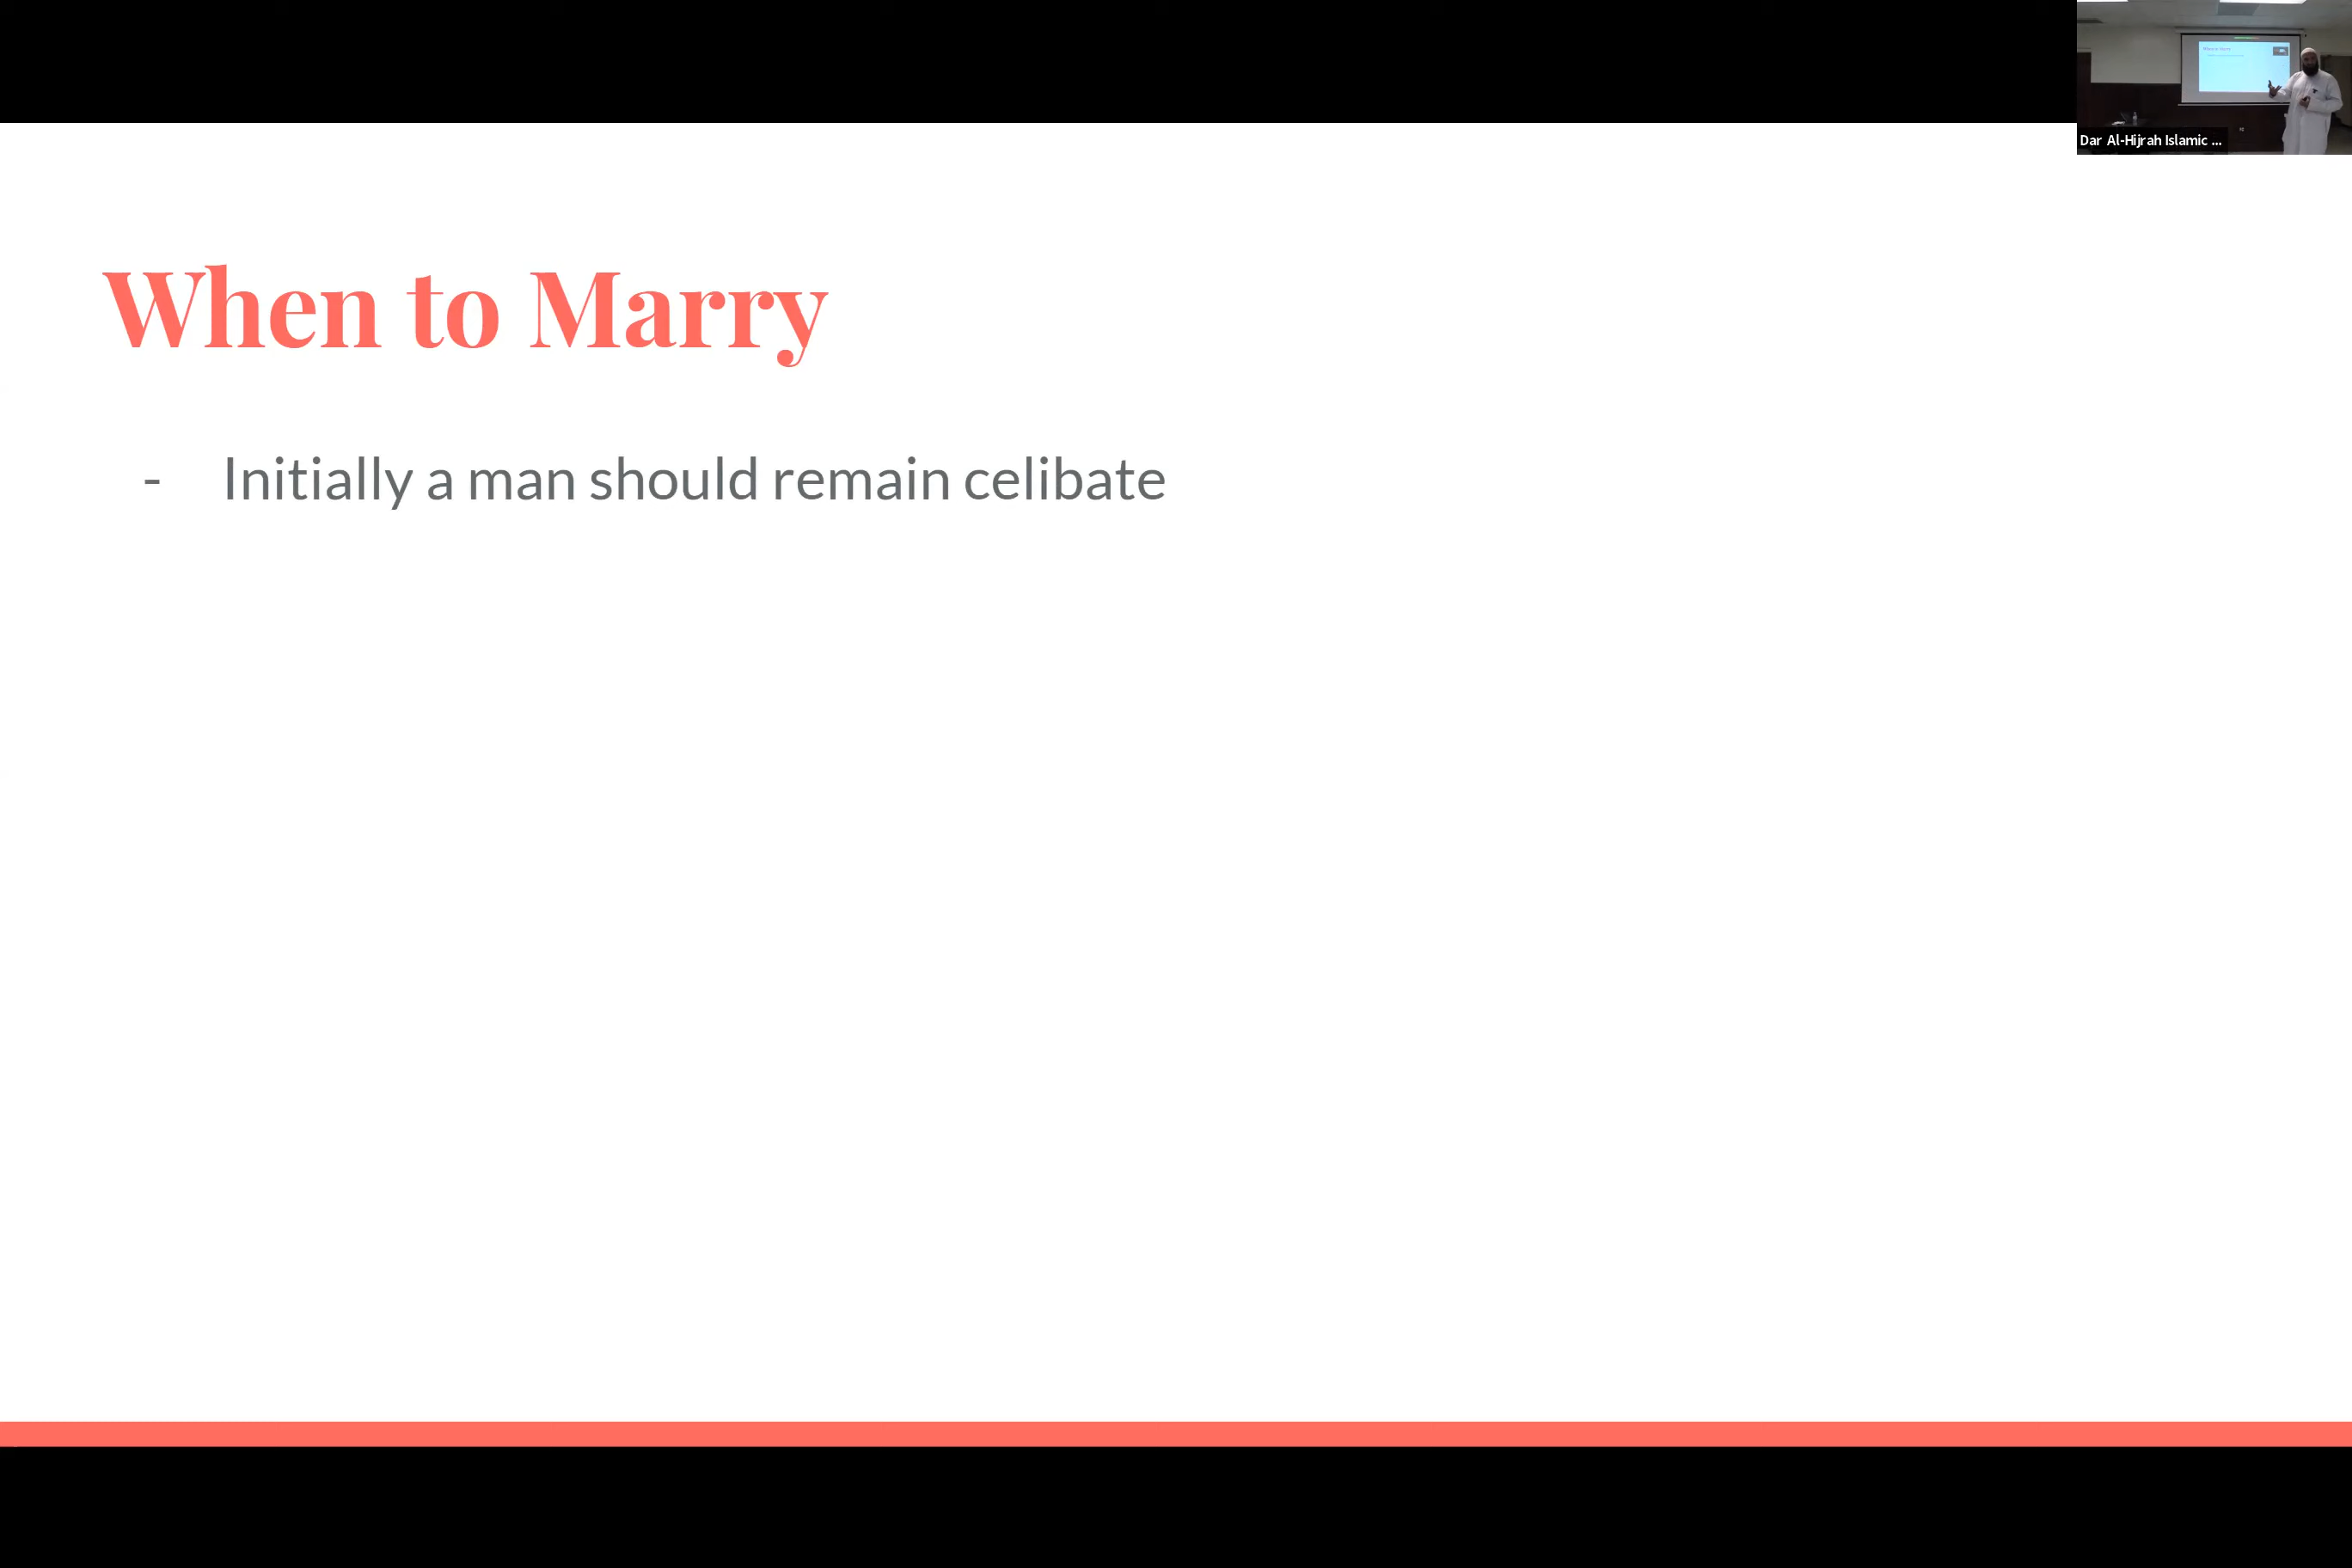 Dar Al-Hijrah Islamic ...
When to Marry
- Initially a man should remain celibate